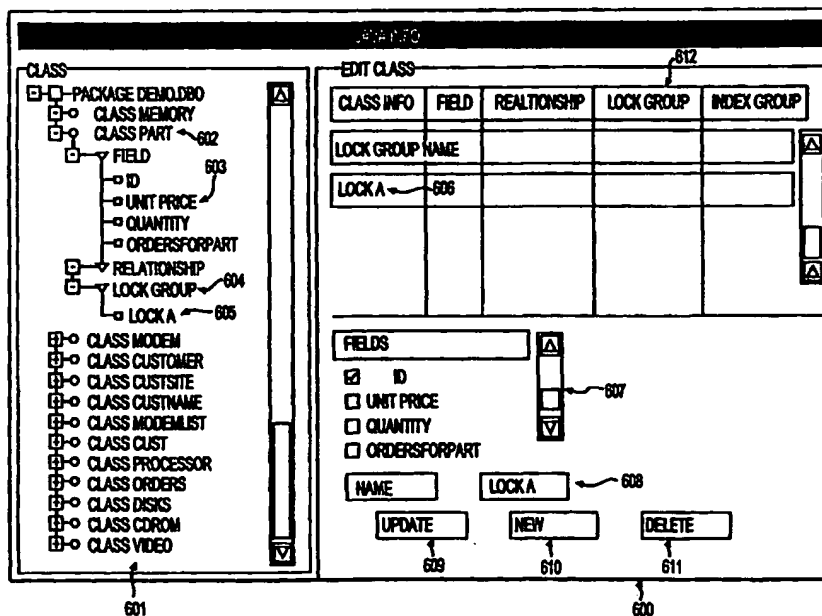 JAVA INFO
CLASS
PACKAGE DEMO.DBO
CLASS MEMORY
CLASS PART 602
FIELD
603
ID
UNIT PRICE
QUANTITY
ORDERSFORPART
RELATIONSHIP
LOCK GROUP 604
LOCK A 605
CLASS MODEM
CLASS CUSTOMER
CLASS CUSTSITE
CLASS CUSTNAME
CLASS MODEMLIST
CLASS CUST
CLASS PROCESSOR
CLASS ORDERS
CLASS DISKS
CLASS CDROM
CLASS VIDEO
601
EDIT CLASS
612
CLASS INFO FIELD REALTIONSHIP LOCK GROUP INDEX GROUP
LOCK GROUP NAME
LOCK A 606
FIELDS
ID
UNIT PRICE
QUANTITY
ORDERSFORPART
607
NAME LOCK A 608
UPDATE NEW DELETE
609 610 611
600